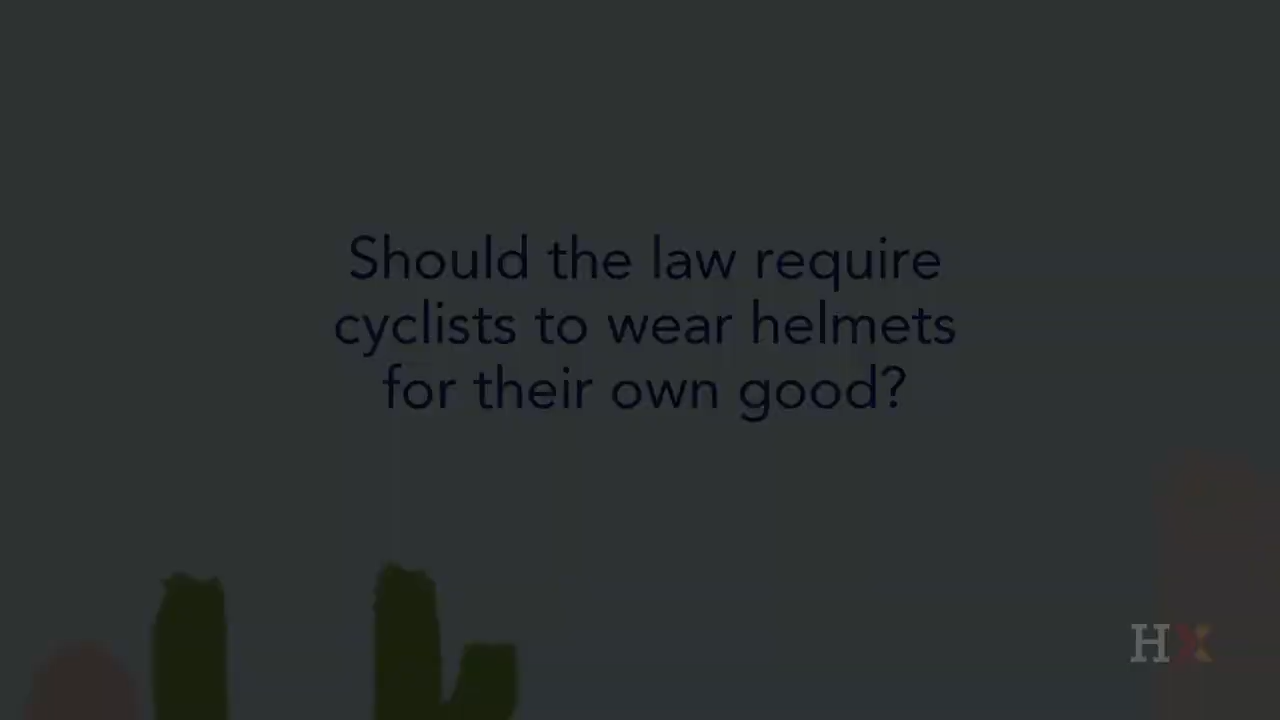 Should the law require
cyclists to wear helmets
for their own good?
HX